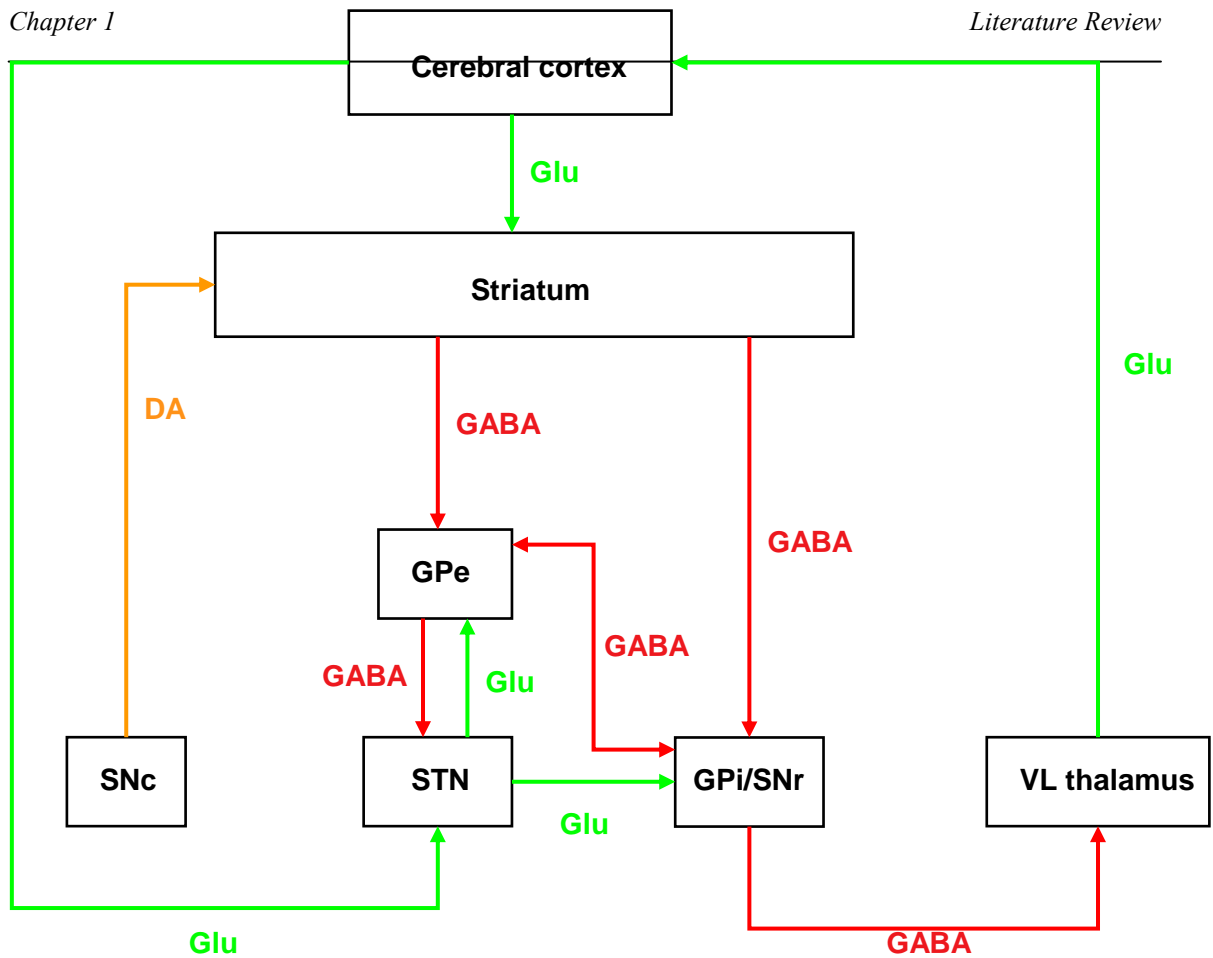 Chapter 1
Literature Review
Cerebral cortex
Glu
Striatum
Glu
DA
GABA
GABA
GPe
GABA
GABA
Glu
SNc
STN
GPi/SNr
VL thalamus
Glu
Glu
GABA